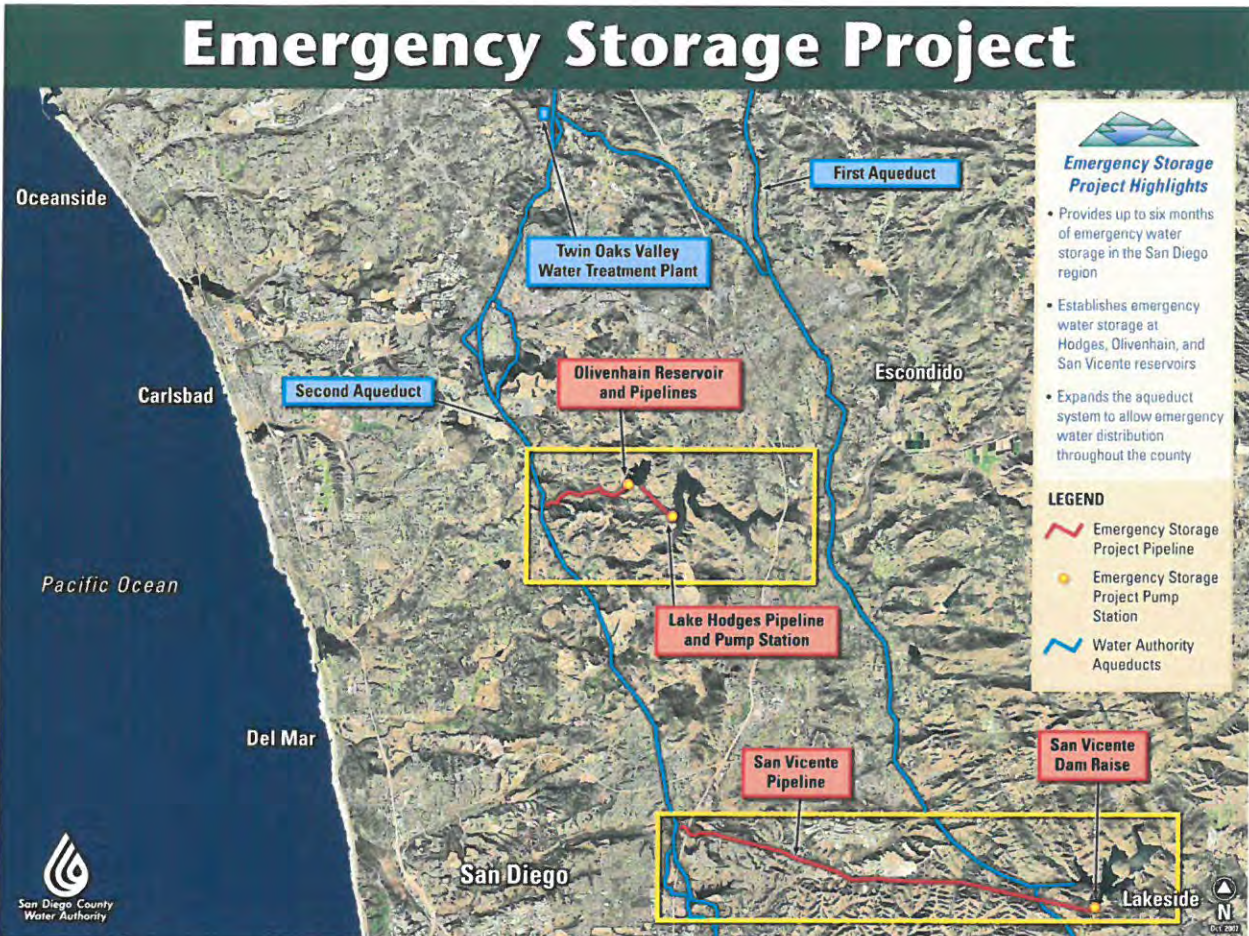 Emergency Storage Project
Oceanside
Carlsbad
Pacific Ocean
Del Mar
San Diego
Escondido
Lakeside
First Aqueduct
Twin Oaks Valley
Water Treatment Plant
Second Aqueduct
Olivenhain Reservoir
and Pipelines
Lake Hodges Pipeline
and Pump Station
San Vicente
Pipeline
San Vicente
Dam Raise
Emergency Storage
Project Highlights
• Provides up to six months
of emergency water
storage in the San Diego
region
• Establishes emergency
water storage at
Hodges, Olivenhain, and
San Vicente reservoirs
• Expands the aqueduct
system to allow emergency
water distribution
throughout the county
LEGEND
Emergency Storage
Project Pipeline
Emergency Storage
Project Pump
Station
Water Authority
Aqueducts
San Diego County
Water Authority
N
Oct 2007